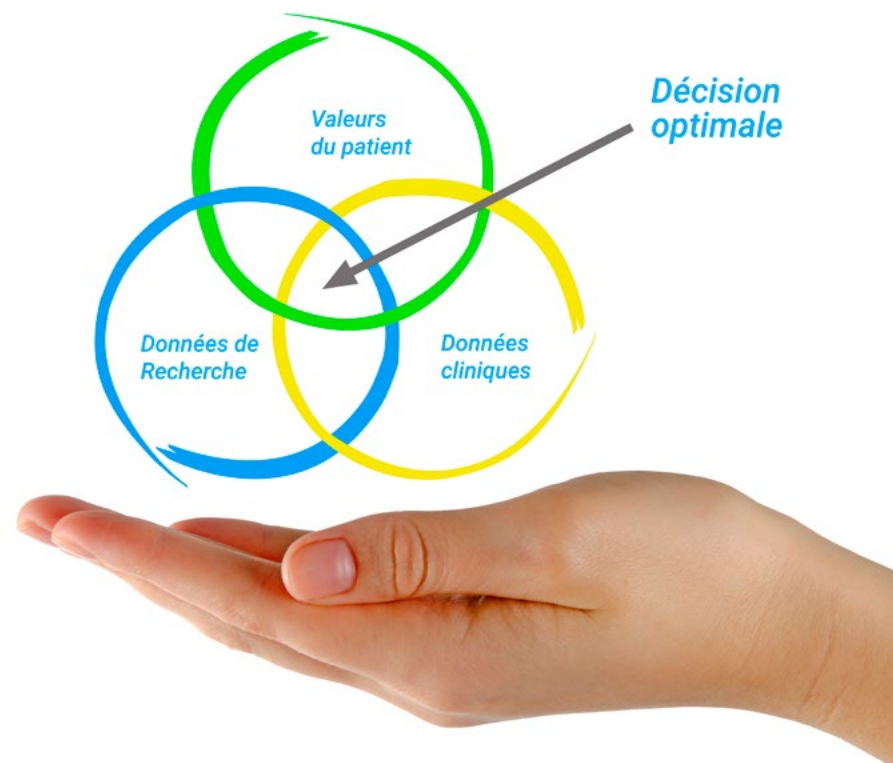 Valeurs
du patient
Décision
optimale
Données de
Recherche
Données
cliniques